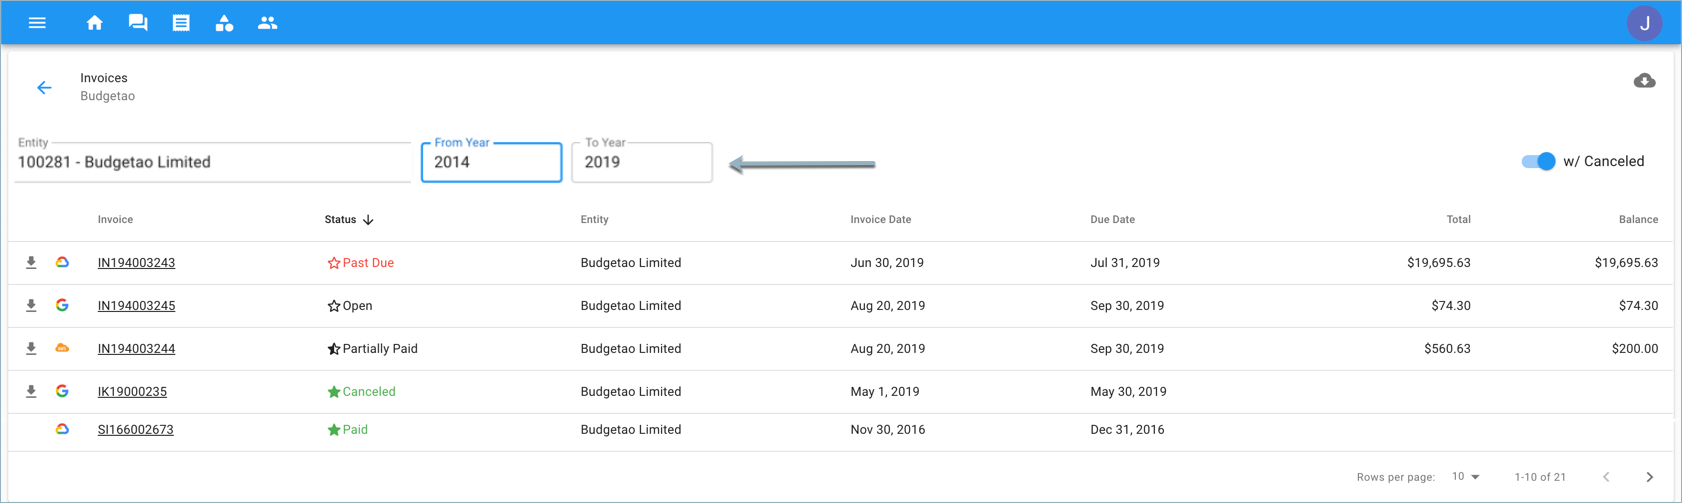 J
Invoices
Budgetao
Entity
100281 - Budgetao Limited
From Year
2014
To Year
2019
w/ Canceled
Invoice Status Entity Invoice Date Due Date Total Balance
IN194003243 Past Due Budgetao Limited Jun 30, 2019 Jul 31, 2019 $19,695.63 $19,695.63
IN194003245 Open Budgetao Limited Aug 20, 2019 Sep 30, 2019 $74.30 $74.30
IN194003244 Partially Paid Budgetao Limited Aug 20, 2019 Sep 30, 2019 $560.63 $200.00
IK19000235 Canceled Budgetao Limited May 1, 2019 May 30, 2019
SI166002673 Paid Budgetao Limited Nov 30, 2016 Dec 31, 2016
Rows per page: 10 1-10 of 21